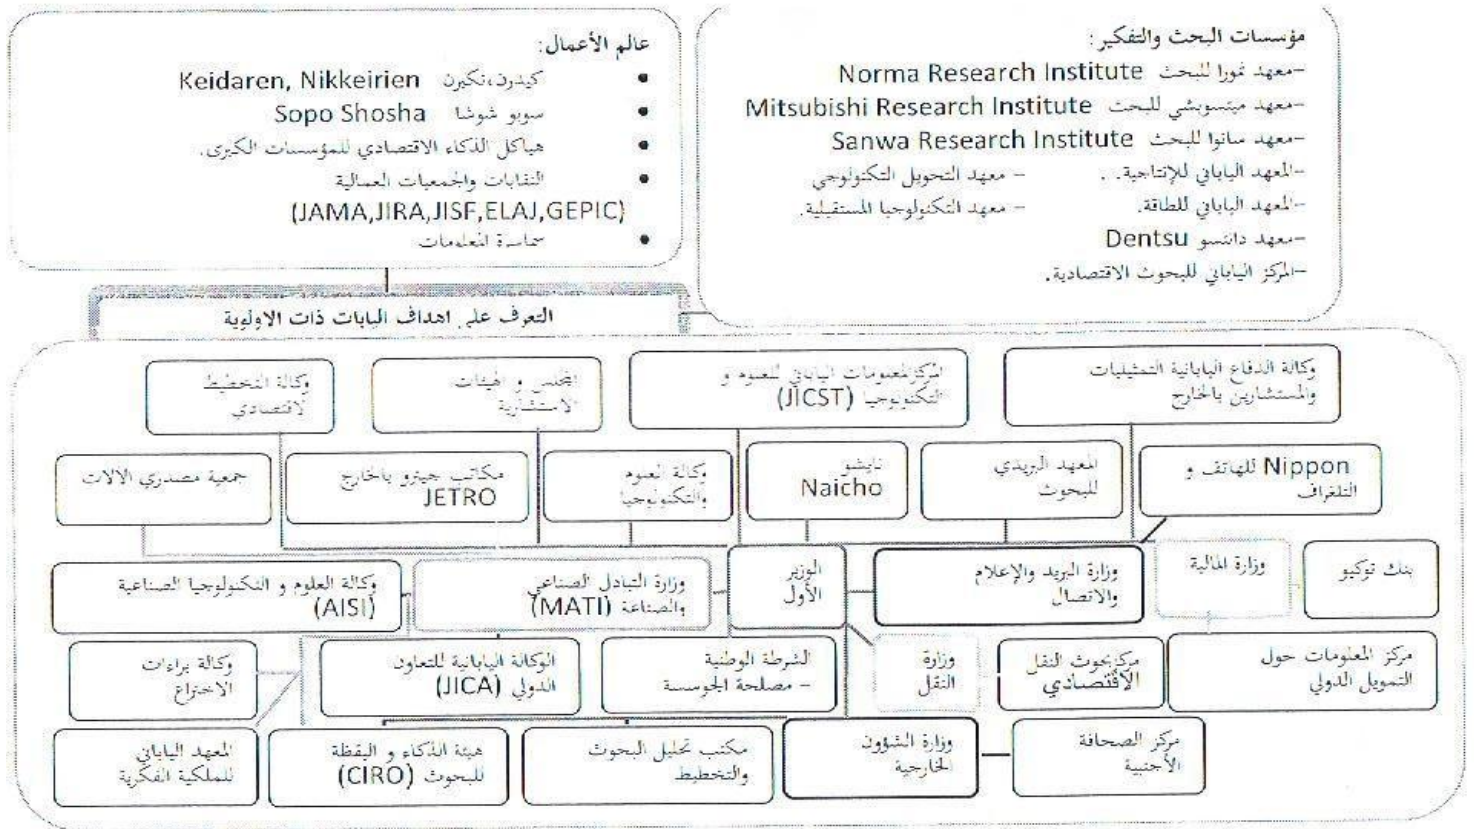 عالم الأعمال:
كيدرن،نكيرن Keidaren, Nikkeirien
سوبو شوشا Sopo Shosha
هياكل الذكاء الاقتصادي للمؤسسات الكبرى.
النقابات والجمعيات العمالية
(JAMA,JIRA,JISF,ELAJ,GEPIC)
سماسرة المعلومات
مؤسسات البحث والتفكير:
-معهد نمورا للبحث Norma Research Institute
-معهد ميتسوبيشي للبحث Mitsubishi Research Institute
-معهد سانوا للبحث Sanwa Research Institute
-المعهد الياباني للإنتاجية. - معهد التحويل التكنولوجي
-المعهد الياباني للطاقة. - معهد التكنولوجيا المستقبلية.
-معهد دانتسو Dentsu
-المركز الياباني للبحوث الاقتصادية.
التعرف على اهداف اليابات ذات الاولوية
وكالة الدفاع اليابانية التمثيليات
والمستشارين بالخارج
المركزالمعلومات الياباني للعلوم و
التكنولوجيا (JICST)
المجلس و الهيئات
الاستشارية
وكالة التخطيط
لاقتصادي
Nippon للهاتف و
التلغراف
المعهد البريدي
للبحوث
نايشو
Naicho
وكالة العلوم
والتكنولوجيا
مكاتب جيترو بالخارج
JETRO
جمعية مصدري الالات
بنك توكيو
وزارة المالية
وزارة البريد والإعلام
والاتصال
الوزير
الأول
وزارة التبادل الصناعي
والصناعة (MATI)
وكالة العلوم و التكنولوجيا الصناعية
(AISI)
مركز المعلومات حول
التمويل الدولي
مركزبحوث النقل
الاقتصادي
وزارة
النقل
الشرطة الوطنية
- مصلحة الجوسسة
الوكالة اليابانية للتعاون
الدولي (JICA)
وكالة براءات
الاختراع
مركز الصحافة
الأجنبية
وزارة الشؤون
الخارجية
مكتب تحليل البحوث
والتخطيط
هيئة الذكاء و اليقظة
للبحوث (CIRO)
المعهد الياباني
للملكية الفكرية